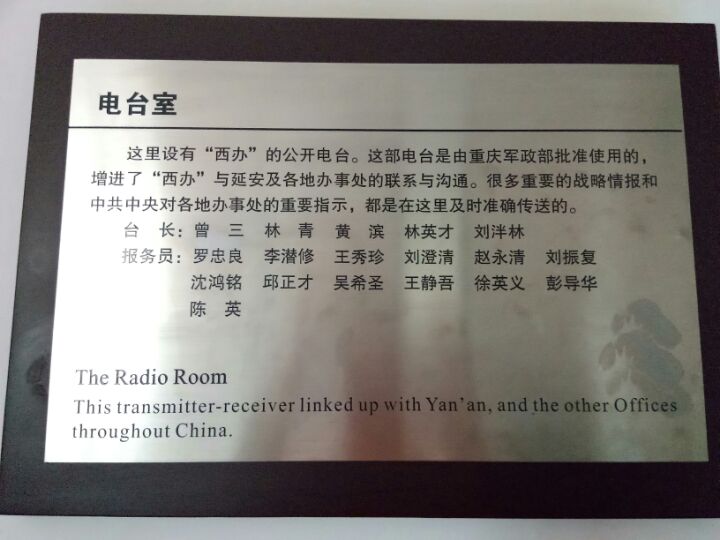 电台室
这里设有“西办”的公开电台。这部电台是由重庆军政部批准使用的，
增进了“西办”与延安及各地办事处的联系与沟通。很多重要的战略情报和
中共中央对各地办事处的重要指示，都是在这里及时准确传送的。
台　长：曾　三　林　青　黄　滨　林英才　刘泮林
报务员：罗忠良　李潜修　王秀珍　刘澄清　赵永清　刘振复
沈鸿铭　邱正才　吴希圣　王静吾　徐英义　彭导华
陈　英
The Radio Room
This transmitter-receiver linked up with Yan'an, and the other Offices
throughout China.